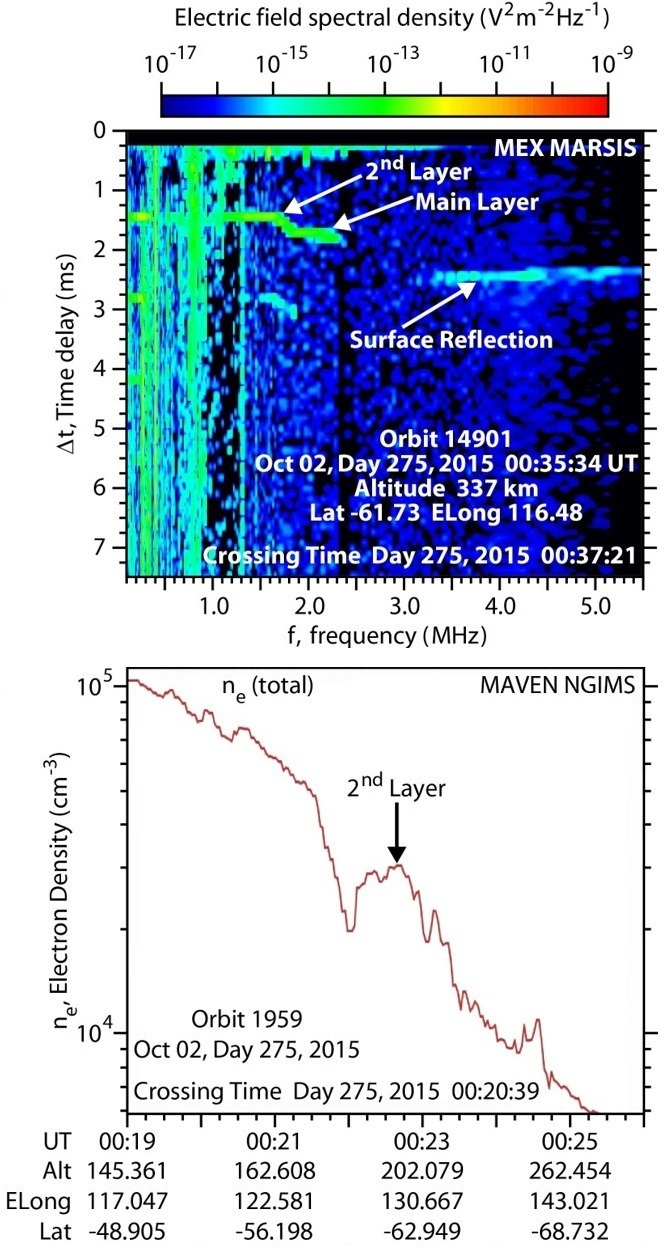 Electric field spectral density (V²m⁻²Hz⁻¹)
10⁻¹⁷ 10⁻¹⁵ 10⁻¹³ 10⁻¹¹ 10⁻⁹
MEX MARSIS
2nd Layer
Main Layer
Surface Reflection
Orbit 14901
Oct 02, Day 275, 2015 00:35:34 UT
Altitude 337 km
Lat -61.73 ELong 116.48
Crossing Time Day 275, 2015 00:37:21
0
1
2
3
4
5
6
7
Δt, Time delay (ms)
1.0 2.0 3.0 4.0 5.0
f, frequency (MHz)
nₑ (total) MAVEN NGIMS
2nd Layer
10⁵
10⁴
nₑ, Electron Density (cm⁻³)
Orbit 1959
Oct 02, Day 275, 2015
Crossing Time Day 275, 2015 00:20:39
UT 00:19 00:21 00:23 00:25
Alt 145.361 162.608 202.079 262.454
ELong 117.047 122.581 130.667 143.021
Lat -48.905 -56.198 -62.949 -68.732